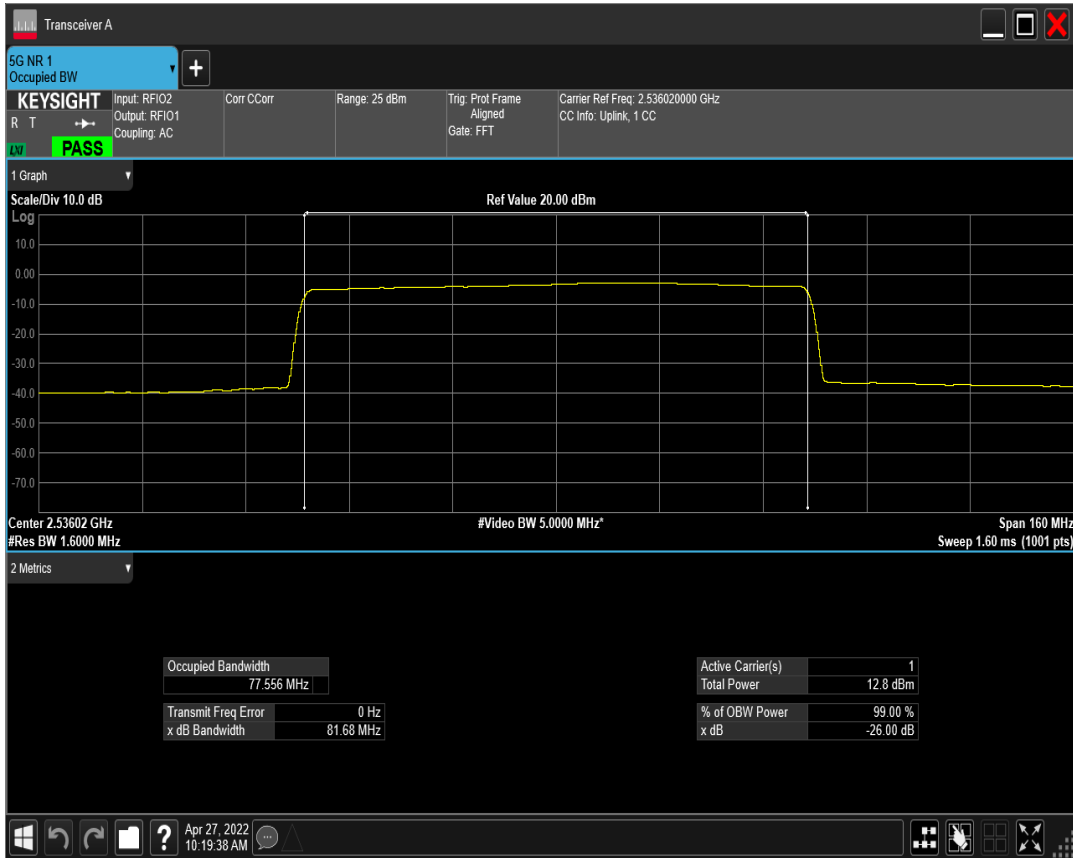 Transceiver A
5G NR 1
Occupied BW
KEYSIGHT
R T
LXI
PASS
Input: RFIO2
Output: RFIO1
Coupling: AC
Corr CCorr
Range: 25 dBm
Trig: Prot Frame
Aligned
Gate: FFT
Carrier Ref Freq: 2.536020000 GHz
CC Info: Uplink, 1 CC
1 Graph
Scale/Div 10.0 dB
Ref Value 20.00 dBm
Log
10.0
0.00
-10.0
-20.0
-30.0
-40.0
-50.0
-60.0
-70.0
Center 2.53602 GHz
#Video BW 5.0000 MHz*
Span 160 MHz
#Res BW 1.6000 MHz
Sweep 1.60 ms (1001 pts)
2 Metrics
Occupied Bandwidth
77.556 MHz
Transmit Freq Error 0 Hz
x dB Bandwidth 81.68 MHz
Active Carrier(s) 1
Total Power 12.8 dBm
% of OBW Power 99.00 %
x dB -26.00 dB
?
Apr 27, 2022
10:19:38 AM